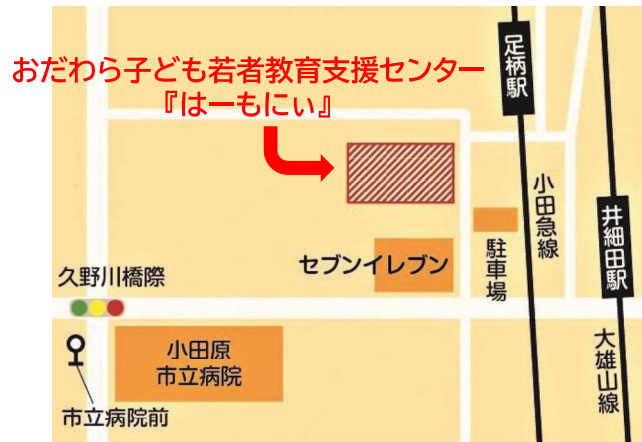 おだわら子ども若者教育支援センター
『はーもにぃ』
足柄駅
小田急線
井細田駅
大雄山線
駐車場
セブンイレブン
久野川橋際
小田原
市立病院
市立病院前